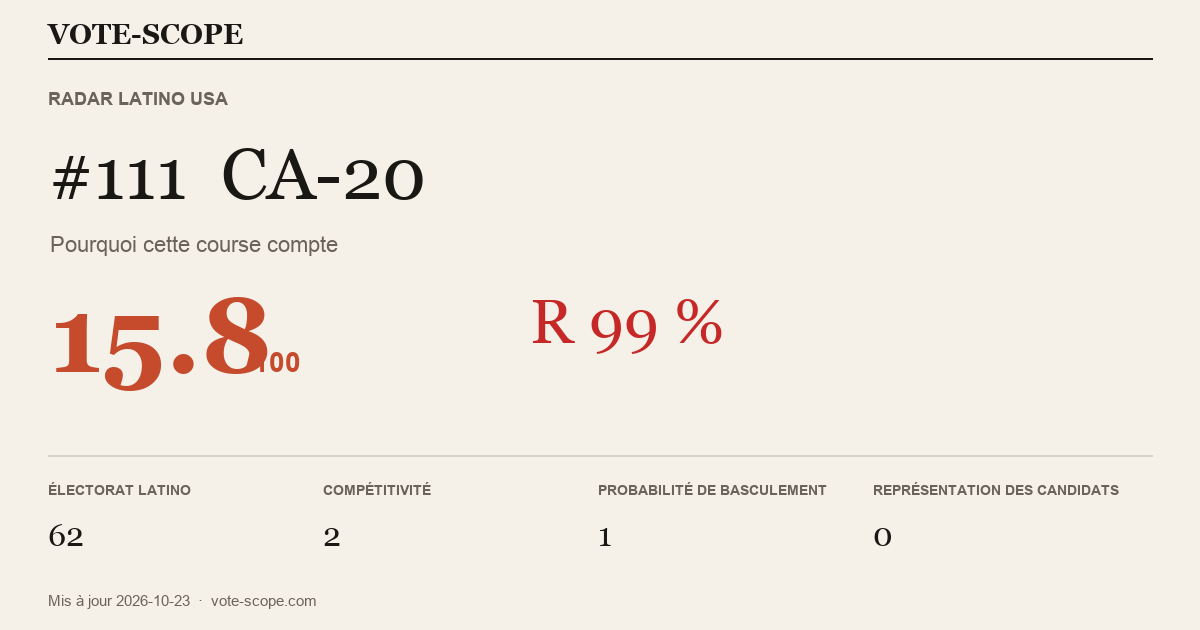 VOTE-SCOPE
RADAR LATINO USA
#111 CA-20
Pourquoi cette course compte
15.8
R 99 %
ÉLECTORAT LATINO
COMPÉTITIVITÉ
PROBABILITÉ DE BASCULEMENT
REPRÉSENTATION DES CANDIDATS
62
2
1
0
Mis à jour 2026-10-23 · vote-scope.com